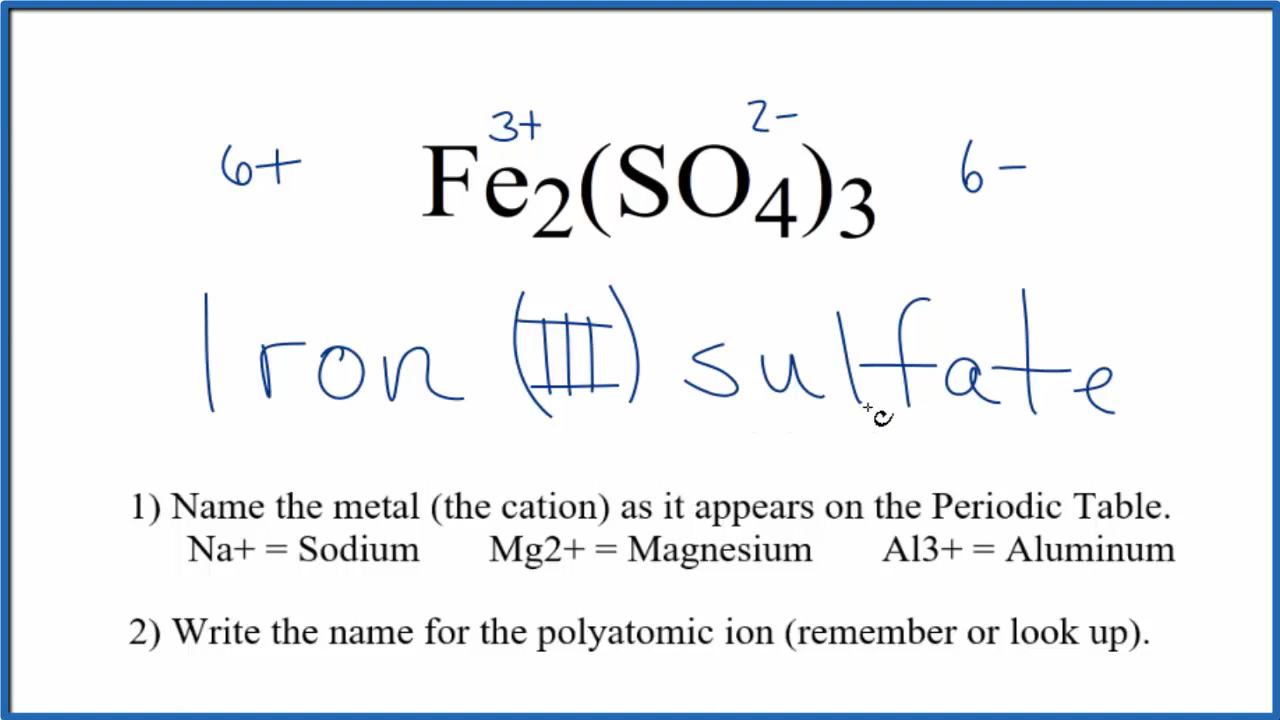 6+ 3+ 2- 6-
Fe2(SO4)3
Iron (III) sulfate
1) Name the metal (the cation) as it appears on the Periodic Table.
Na+ = Sodium Mg2+ = Magnesium Al3+ = Aluminum
2) Write the name for the polyatomic ion (remember or look up).